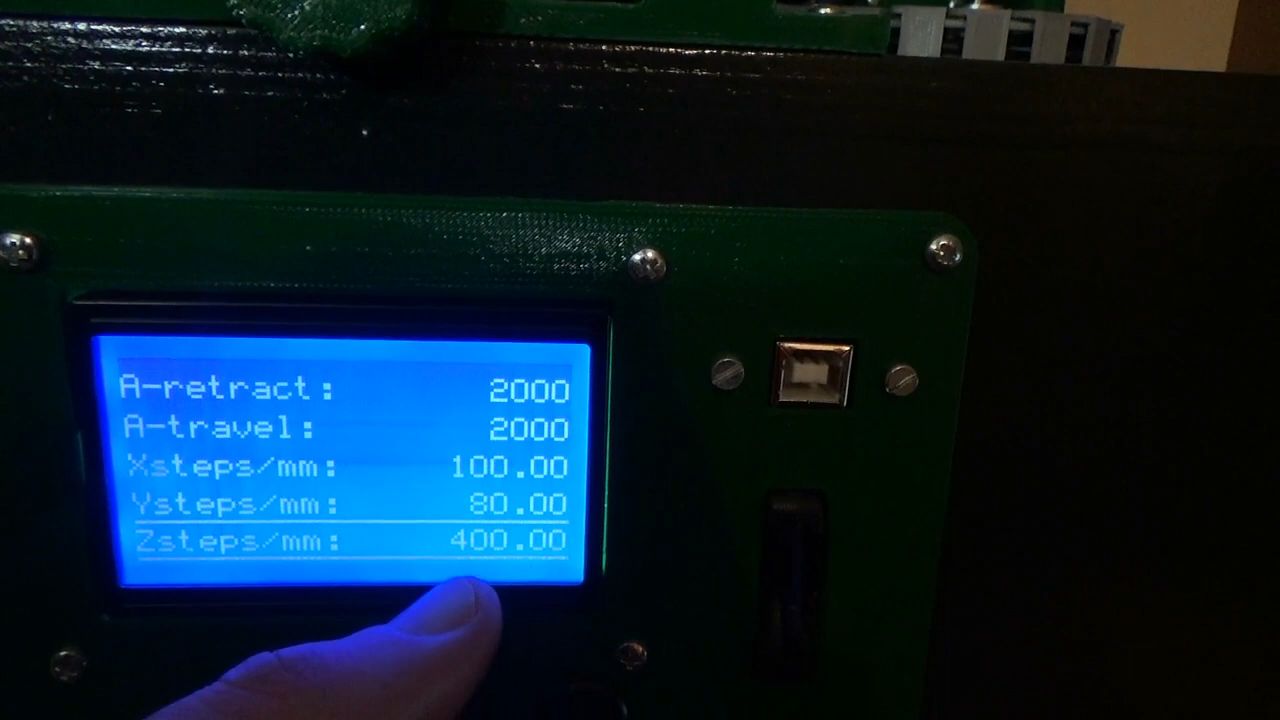 A-retract: 2000
A-travel: 2000
Xsteps/mm: 100.00
Ysteps/mm: 80.00
Zsteps/mm: 400.00